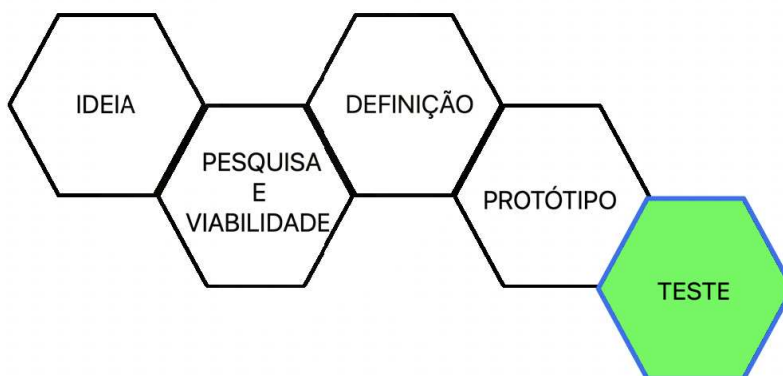 IDEIA
PESQUISA
E
VIABILIDADE
DEFINIÇÃO
PROTÓTIPO
TESTE